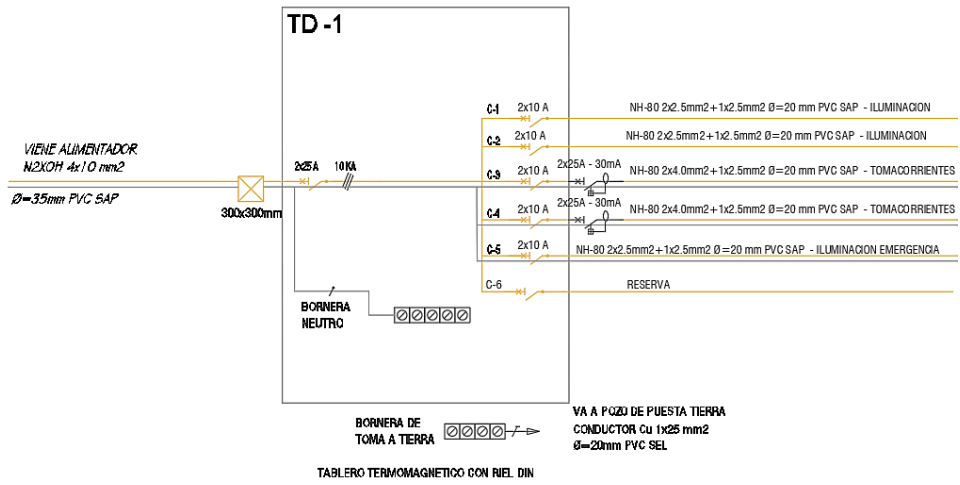 TD -1
C-1 2x10 A NH-80 2x2.5mm2+1x2.5mm2 Ø=20 mm PVC SAP - ILUMINACION
C-2 2x10 A NH-80 2x2.5mm2+1x2.5mm2 Ø=20 mm PVC SAP - ILUMINACION
VIENE ALIMENTADOR
N2XOH 4x10 mm2
Ø=35mm PVC SAP
300x300mm
2x25 A 10 KA
C-3 2x10 A 2x25A - 30mA NH-80 2x4.0mm2+1x2.5mm2 Ø=20 mm PVC SAP - TOMACORRIENTES
C-4 2x10 A 2x25A - 30mA NH-80 2x4.0mm2+1x2.5mm2 Ø=20 mm PVC SAP - TOMACORRIENTES
C-5 2x10 A NH-80 2x2.5mm2+1x2.5mm2 Ø=20 mm PVC SAP - ILUMINACION EMERGENCIA
C-6 RESERVA
BORNERA
NEUTRO
BORNERA DE
TOMA A TIERRA
VA A POZO DE PUESTA TIERRA
CONDUCTOR Cu 1x25 mm2
Ø=20mm PVC SEL
TABLERO TERMOMAGNETICO CON RIEL DIN